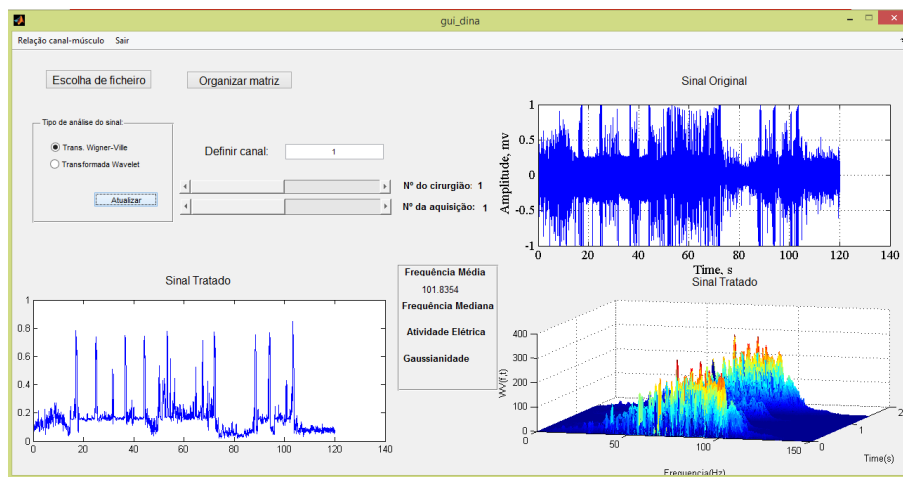 gui_dina
Relação canal-músculo Sair
Escolha de ficheiro
Organizar matriz
Tipo de análise do sinal:
Trans. Wigner-Ville
Transformada Wavelet
Atualizar
Definir canal:
1
Nº do cirurgião: 1
Nº da aquisição: 1
Sinal Original
Amplitude, mv
1
0.5
0
-0.5
-1
0 20 40 60 80 100 120 140
Time, s
Sinal Tratado
1
0.8
0.6
0.4
0.2
0
0 20 40 60 80 100 120 140
Frequência Média
101.8354
Frequência Mediana
Atividade Elétrica
Gaussianidade
Sinal Tratado
WV(f,t)
400
300
200
100
0
0 50 100 150
Frequencia(Hz)
0 1 2
Time(s)